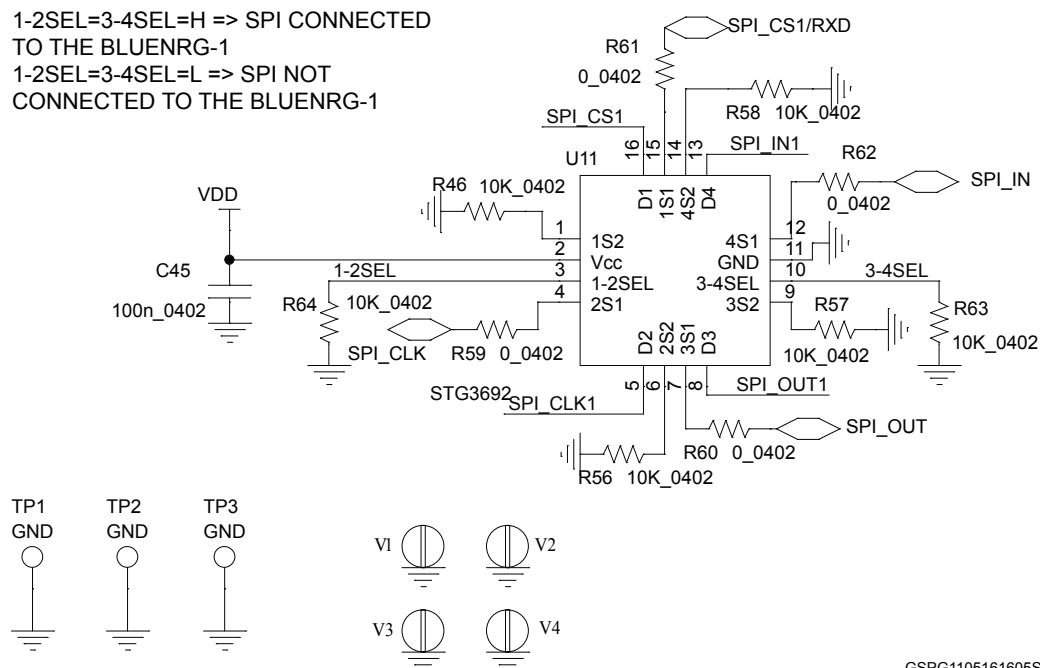 1-2SEL=3-4SEL=H => SPI CONNECTED
TO THE BLUENRG-1
1-2SEL=3-4SEL=L => SPI NOT
CONNECTED TO THE BLUENRG-1
SPI_CS1/RXD
R61
0_0402
R58 10K_0402
SPI_CS1
16 15 14 13
SPI_IN1
U11
R62
0_0402
SPI_IN
R46 10K_0402
D1 1S1 4S2 D4
VDD
1 1S2
2 Vcc
3 1-2SEL
4 2S1
4S1 12
GND 11
3-4SEL 10
3S2 9
1-2SEL
3-4SEL
C45
100n_0402
R64 10K_0402
SPI_CLK
R59 0_0402
R57
10K_0402
R63
10K_0402
D2 2S2 3S1 D3
5 6 7 8
STG3692
SPI_CLK1
SPI_OUT1
SPI_OUT
R60 0_0402
R56 10K_0402
TP1
GND
TP2
GND
TP3
GND
V1
V2
V3
V4